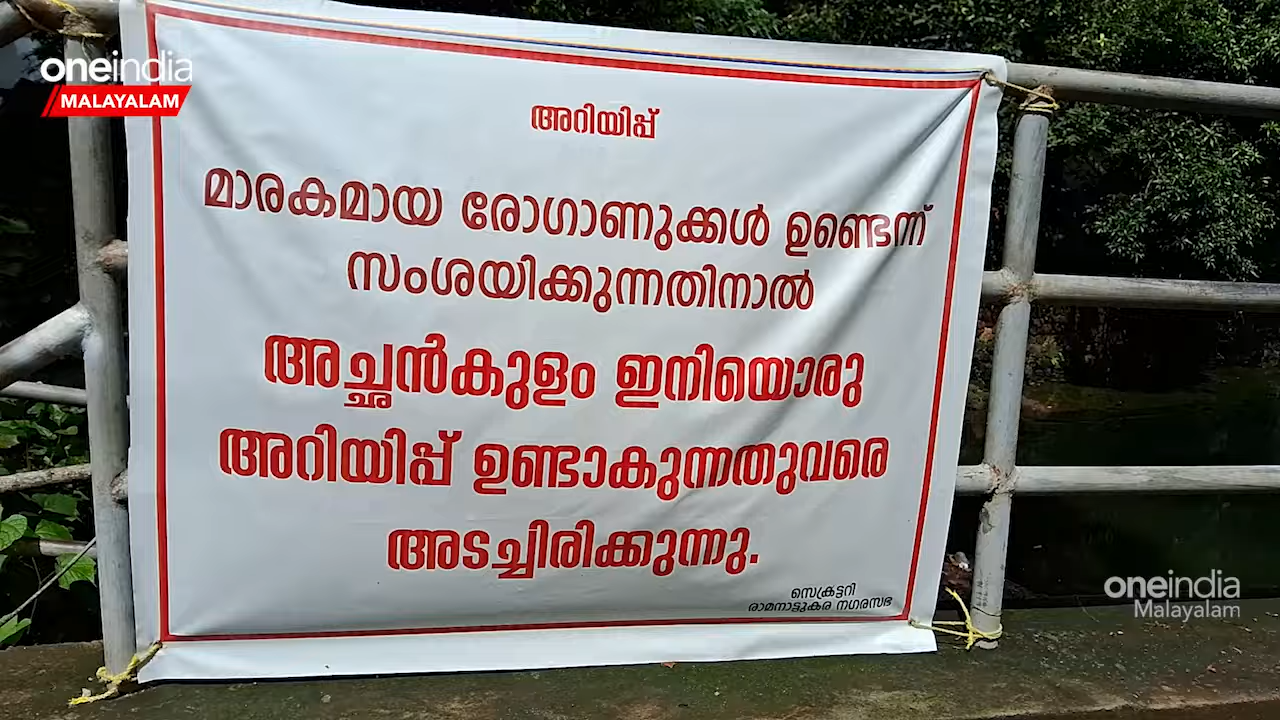 oneindia
MALAYALAM
അറിയിപ്പ്
മാരകമായ രോഗാണുക്കൾ ഉണ്ടെന്ന്
സംശയിക്കുന്നതിനാൽ
അച്ഛൻകുളം ഇനിയൊരു
അറിയിപ്പ് ഉണ്ടാകുന്നതുവരെ
അടച്ചിരിക്കുന്നു.
സെക്രട്ടറി
രാമനാട്ടുകര നഗരസഭ
oneindia
Malayalam